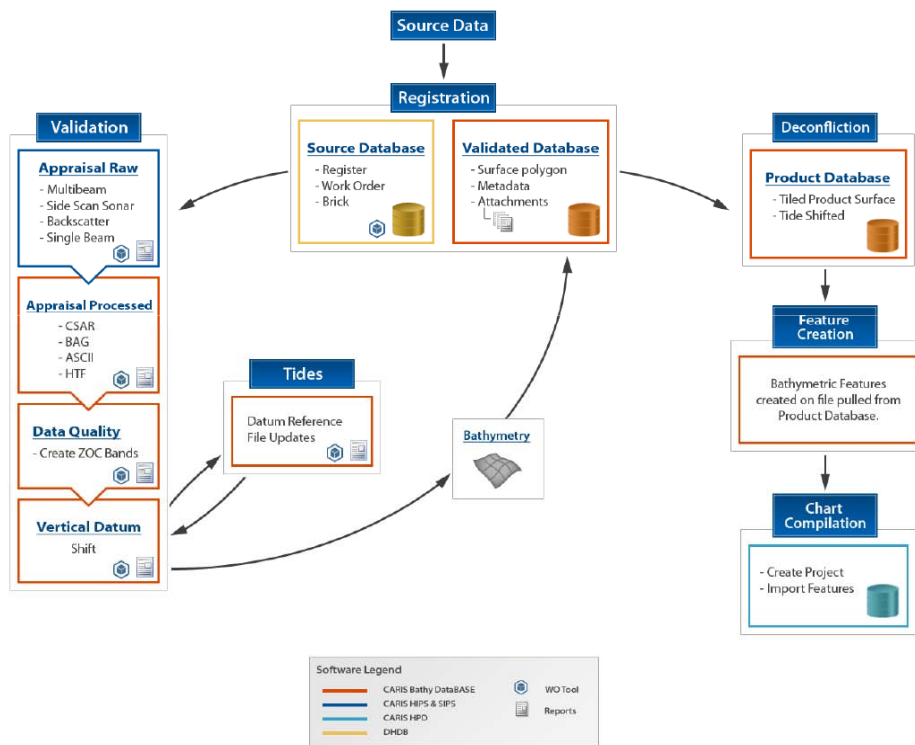 Source Data
Registration
Source Database
- Register
- Work Order
- Brick
Validated Database
- Surface polygon
- Metadata
- Attachments
Validation
Appraisal Raw
- Multibeam
- Side Scan Sonar
- Backscatter
- Single Beam
Appraisal Processed
- CSAR
- BAG
- ASCII
- HTF
Data Quality
- Create ZOC Bands
Vertical Datum
Shift
Tides
Datum Reference
File Updates
Bathymetry
Deconfliction
Product Database
- Tiled Product Surface
- Tide Shifted
Feature
Creation
Bathymetric Features
created on file pulled from
Product Database.
Chart
Compilation
- Create Project
- Import Features
Software Legend
CARIS Bathy DataBASE
CARIS HIPS & SIPS
CARIS HPD
DHDB
WO Tool
Reports